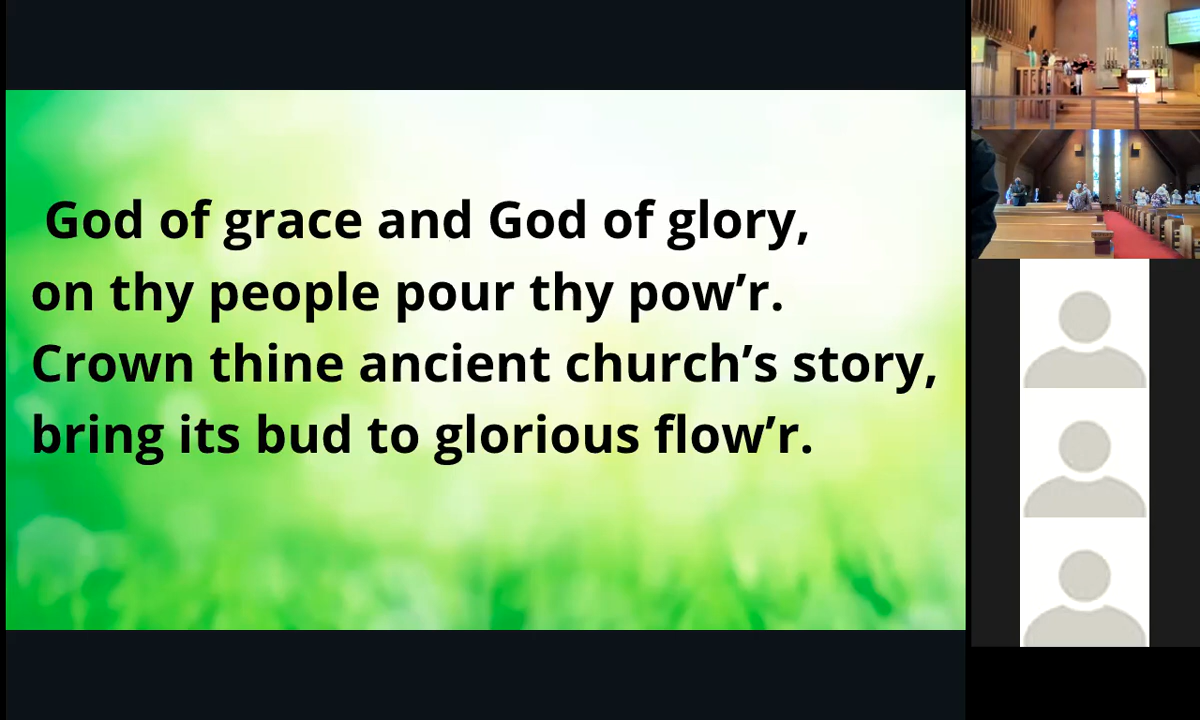 God of grace and God of glory,
on thy people pour thy pow’r.
Crown thine ancient church’s story,
bring its bud to glorious flow’r.